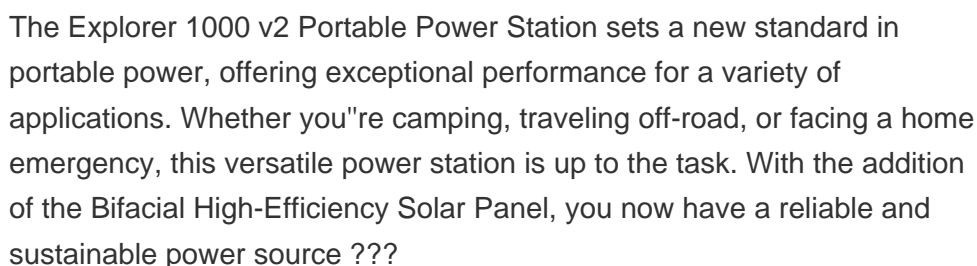 The Explorer 1000 v2 Portable Power Station sets a new standard in
portable power, offering exceptional performance for a variety of
applications. Whether you"re camping, traveling off-road, or facing a home
emergency, this versatile power station is up to the task. With the addition
of the Bifacial High-Efficiency Solar Panel, you now have a reliable and
sustainable power source ???